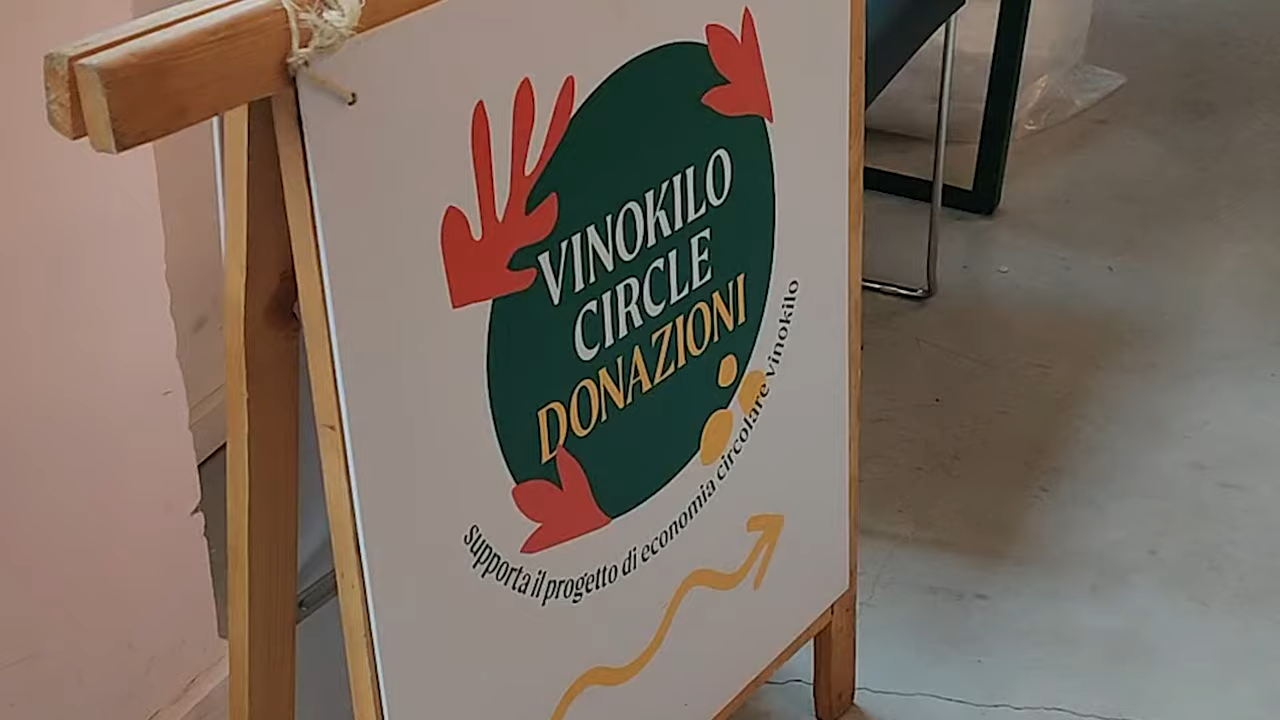 VINOKILO
CIRCLE
DONAZIONI
supporta il progetto di economia circolare vinokilo